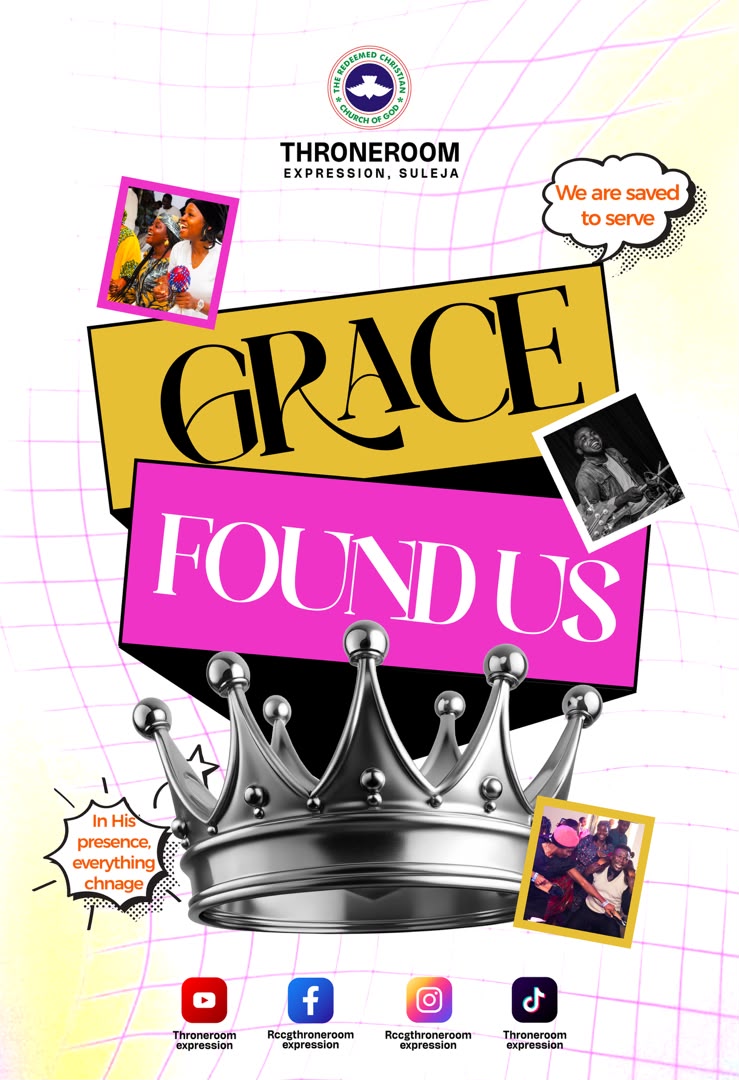 THE REDEEMED CHRISTIAN
CHURCH OF GOD
THRONEROOM
EXPRESSION, SULEJA
We are saved
to serve
GRACE
FOUND US
In His
presence,
everything
chnage
Throneroom
expression
Rccgthroneroom
expression
Rccgthroneroom
expression
Throneroom
expression